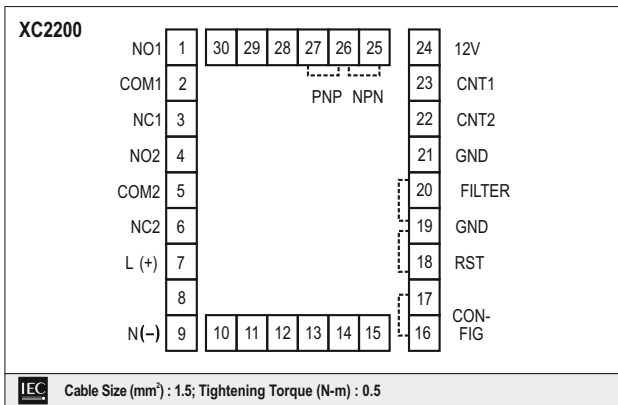 XC2200
NO1 1 30 29 28 27 26 25 24 12V
COM1 2 PNP NPN 23 CNT1
NC1 3 22 CNT2
NO2 4 21 GND
COM2 5 20 FILTER
NC2 6 19 GND
L (+) 7 18 RST
8 17 CON-
N(−) 9 10 11 12 13 14 15 16 FIG
IEC Cable Size (mm²) : 1.5; Tightening Torque (N-m) : 0.5